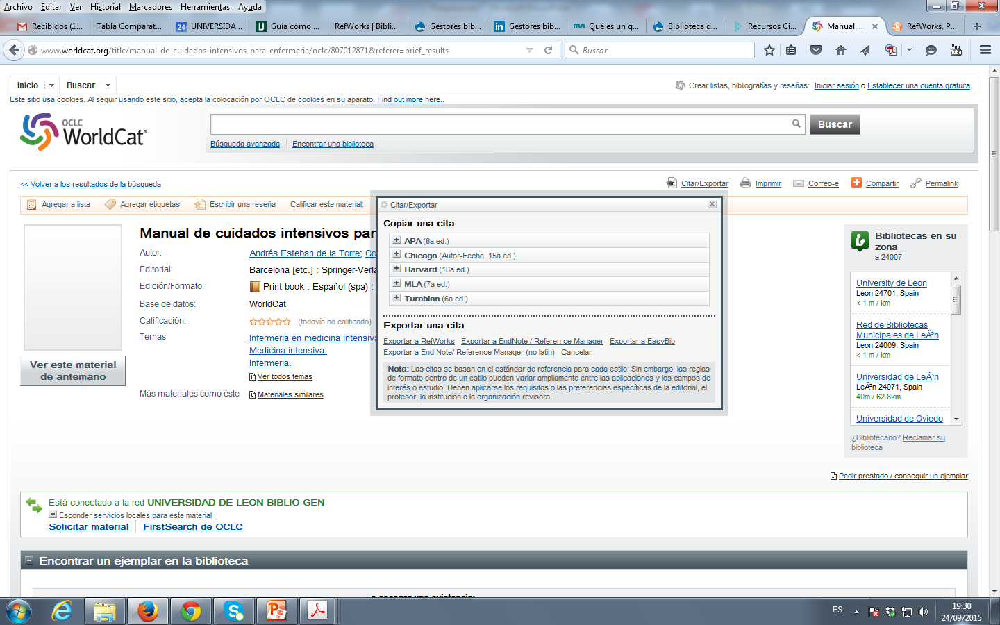 Archivo Editar Ver Historial Marcadores Herramientas Ayuda
Recibidos (1... Tabla Comparat... UNIVERSIDA... Guía cómo ... RefWorks | Bibli... Gestores bib... Gestores bib... Qué es un g... Biblioteca d... Recursos Ci... Manual ... RefWorks, P...
www.worldcat.org/title/manual-de-cuidados-intensivos-para-enfermeria/oclc/807012871&referer=brief_results
Buscar
You Tube
Inicio Buscar
Crear listas, bibliografías y reseñas: Iniciar sesión o Establecer una cuenta gratuita
Este sitio usa cookies. Al seguir usando este sitio, acepta la colocación por OCLC de cookies en su aparato. Find out more here..
OCLC
WorldCat®
Buscar
Búsqueda avanzada Encontrar una biblioteca
<< Volver a los resultados de la búsqueda
Citar/Exportar Imprimir Correo-e Compartir Permalink
Agregar a lista Agregar etiquetas Escribir una reseña Calificar este material:
Manual de cuidados intensivos par
Autor: Andrés Esteban de la Torre; Co
Editorial: Barcelona [etc.] : Springer-Verla
Edición/Formato: Print book : Español (spa) :
Base de datos: WorldCat
Calificación: (todavía no calificado)
Temas Infermeria en medicina intensiva
Medicina intensiva.
Infermeria.
Ver todos temas
Más materiales como éste Materiales similares
Ver este material
de antemano
Citar/Exportar
Copiar una cita
APA (6a ed.)
Chicago (Autor-Fecha, 15a ed.)
Harvard (18a ed.)
MLA (7a ed.)
Turabian (6a ed.)
Exportar una cita
Exportar a RefWorks Exportar a EndNote / Referen ce Manager Exportar a EasyBib
Exportar a End Note/ Reference Manager (no latín) Cancelar
Nota: Las citas se basan en el estándar de referencia para cada estilo. Sin embargo, las reglas
de formato dentro de un estilo pueden variar ampliamente entre las aplicaciones y los campos de
interés o estudio. Deben aplicarse los requisitos o las preferencias específicas de la editorial, el
profesor, la institución o la organización revisora.
Bibliotecas en su
zona
a 24007
University de Leon
Leon 24701, Spain
< 1 m / km
Red de Bibliotecas
Municipales de LeÃ³n
Leon 24009, Spain
< 1 m / km
Universidad de LeÃ³n
LeÃ³n 24071, Spain
40m / 62.8km
Universidad de Oviedo
¿Bibliotecario? Reclamar su
biblioteca
Pedir prestado / conseguir un ejemplar
Está conectado a la red UNIVERSIDAD DE LEON BIBLIO GEN
Esconder servicios locales para este material
Solicitar material FirstSearch de OCLC
Encontrar un ejemplar en la biblioteca
ES
19:30
24/09/2015